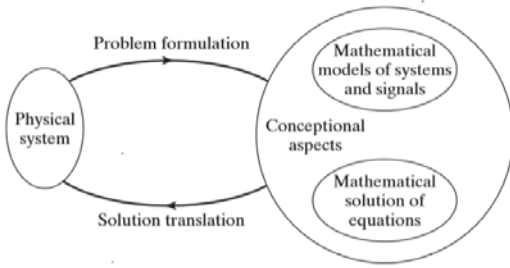 Problem formulation
Mathematical
models of systems
and signals
Physical
system
Conceptional
aspects
Mathematical
solution of
equations
Solution translation